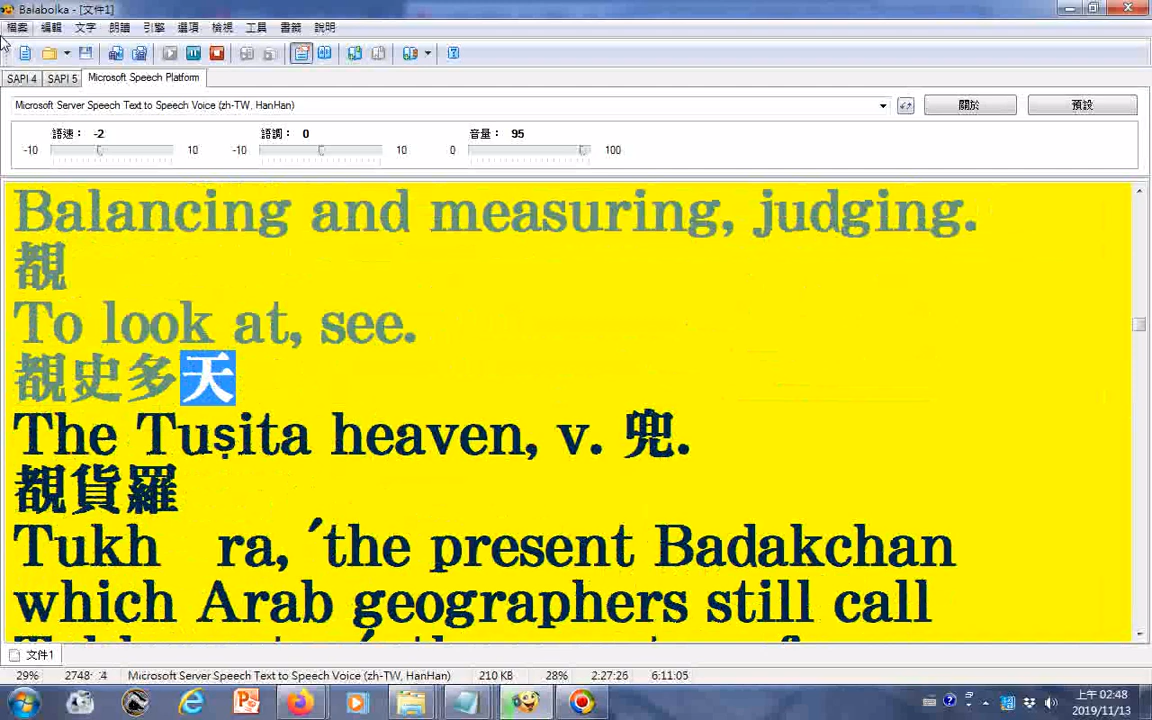 Balabolka - [文件1]
檔案 編輯 文字 朗讀 引擎 選項 檢視 工具 書籤 說明
SAPI 4 SAPI 5 Microsoft Speech Platform
Microsoft Server Speech Text to Speech Voice (zh-TW, HanHan) 關於 預設
語速： -2 語調： 0 音量： 95
-10 10 -10 10 0 100
Balancing and measuring, judging.
覩
To look at, see.
覩史多天
The Tuṣita heaven, v. 兜.
覩貨羅
Tukh ra, ´the present Badakchan
which Arab geographers still call
文件1
29% Microsoft Server Speech Text to Speech Voice (zh-TW, HanHan) 210 KB 28% 2:27:26 6:11:05
上午 02:48
2019/11/13